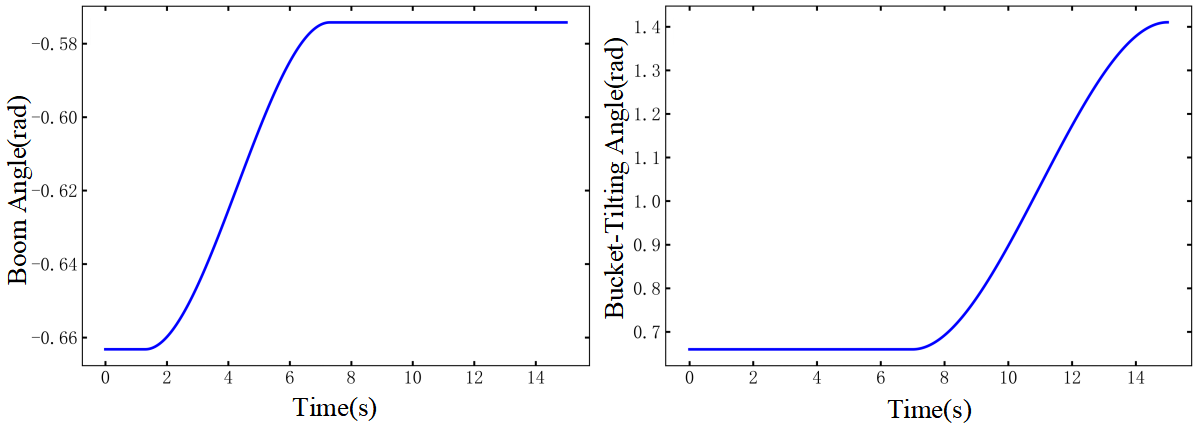 Boom Angle(rad)
-0.58
-0.60
-0.62
-0.64
-0.66
0 2 4 6 8 10 12 14
Time(s)
Bucket-Tilting Angle(rad)
1.4
1.3
1.2
1.1
1.0
0.9
0.8
0.7
0 2 4 6 8 10 12 14
Time(s)